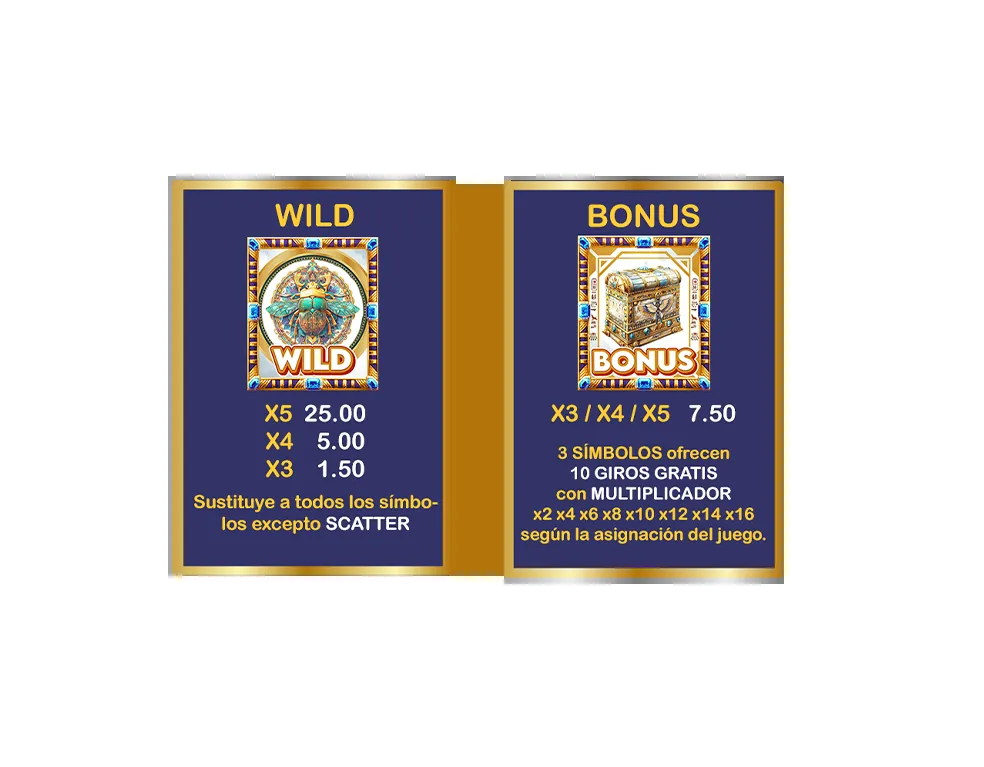 WILD
WILD
X5 25.00
X4 5.00
X3 1.50
Sustituye a todos los símbo-
los excepto SCATTER
BONUS
BONUS
X3 / X4 / X5 7.50
3 SÍMBOLOS ofrecen
10 GIROS GRATIS
con MULTIPLICADOR
x2 x4 x6 x8 x10 x12 x14 x16
según la asignación del juego.